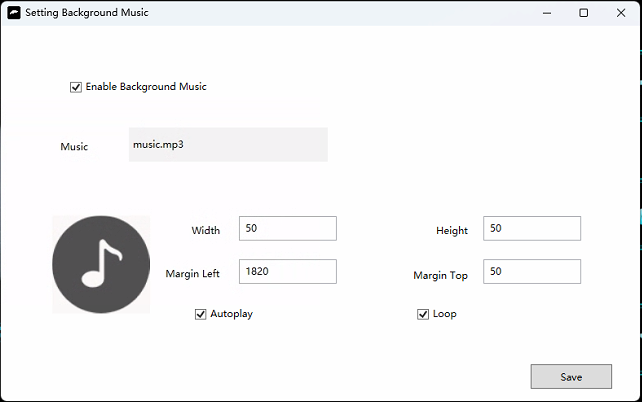 Setting Background Music
Enable Background Music
Music music.mp3
Width 50 Height 50
Margin Left 1820 Margin Top 50
Autoplay Loop
Save